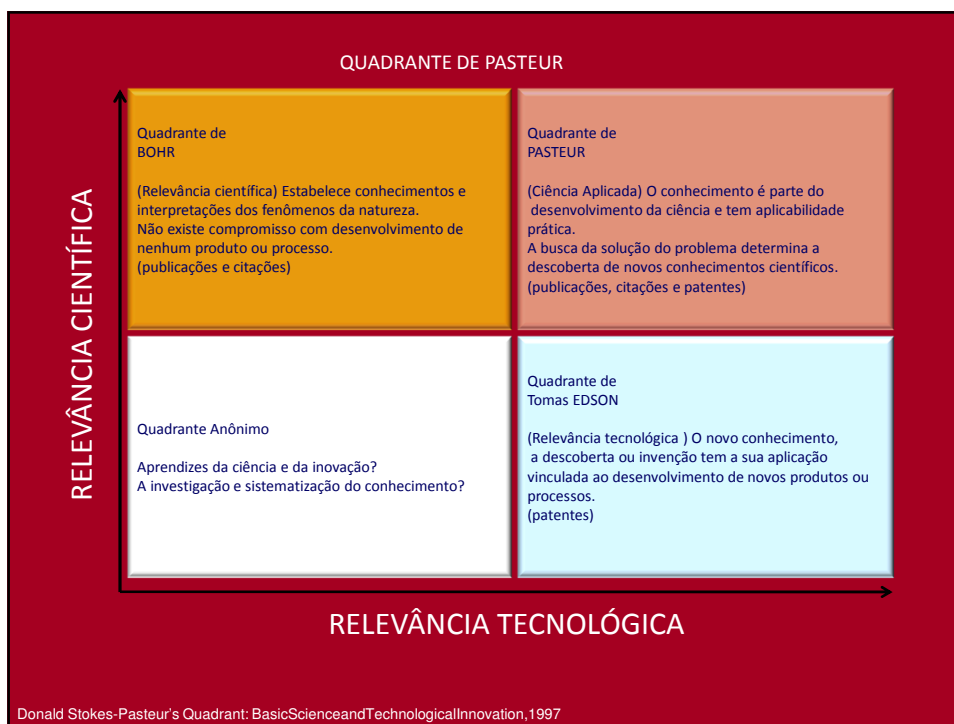 QUADRANTE DE PASTEUR
RELEVÂNCIA CIENTÍFICA
Quadrante de
BOHR
(Relevância científica) Estabelece conhecimentos e
interpretações dos fenômenos da natureza.
Não existe compromisso com desenvolvimento de
nenhum produto ou processo.
(publicações e citações)
Quadrante de
PASTEUR
(Ciência Aplicada) O conhecimento é parte do
desenvolvimento da ciência e tem aplicabilidade
prática.
A busca da solução do problema determina a
descoberta de novos conhecimentos científicos.
(publicações, citações e patentes)
Quadrante Anônimo
Aprendizes da ciência e da inovação?
A investigação e sistematização do conhecimento?
Quadrante de
Tomas EDSON
(Relevância tecnológica ) O novo conhecimento,
a descoberta ou invenção tem a sua aplicação
vinculada ao desenvolvimento de novos produtos ou
processos.
(patentes)
RELEVÂNCIA TECNOLÓGICA
Donald Stokes-Pasteur's Quadrant: BasicScienceandTechnologicalInnovation,1997